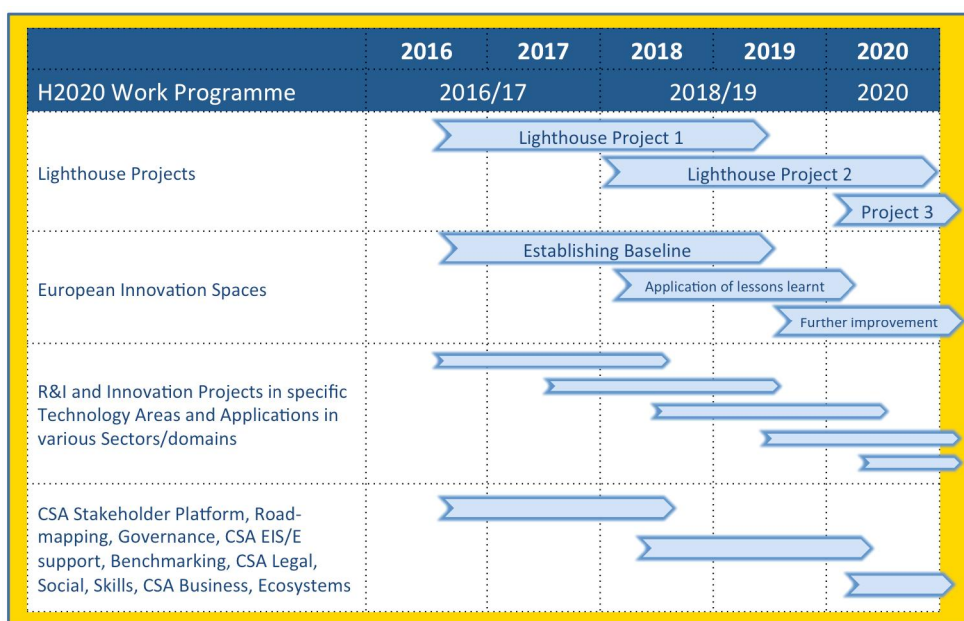 2016 2017 2018 2019 2020
H2020 Work Programme 2016/17 2018/19 2020
Lighthouse Projects
Lighthouse Project 1
Lighthouse Project 2
Project 3
European Innovation Spaces
Establishing Baseline
Application of lessons learnt
Further improvement
R&I and Innovation Projects in specific
Technology Areas and Applications in
various Sectors/domains
CSA Stakeholder Platform, Road-
mapping, Governance, CSA EIS/E
support, Benchmarking, CSA Legal,
Social, Skills, CSA Business, Ecosystems